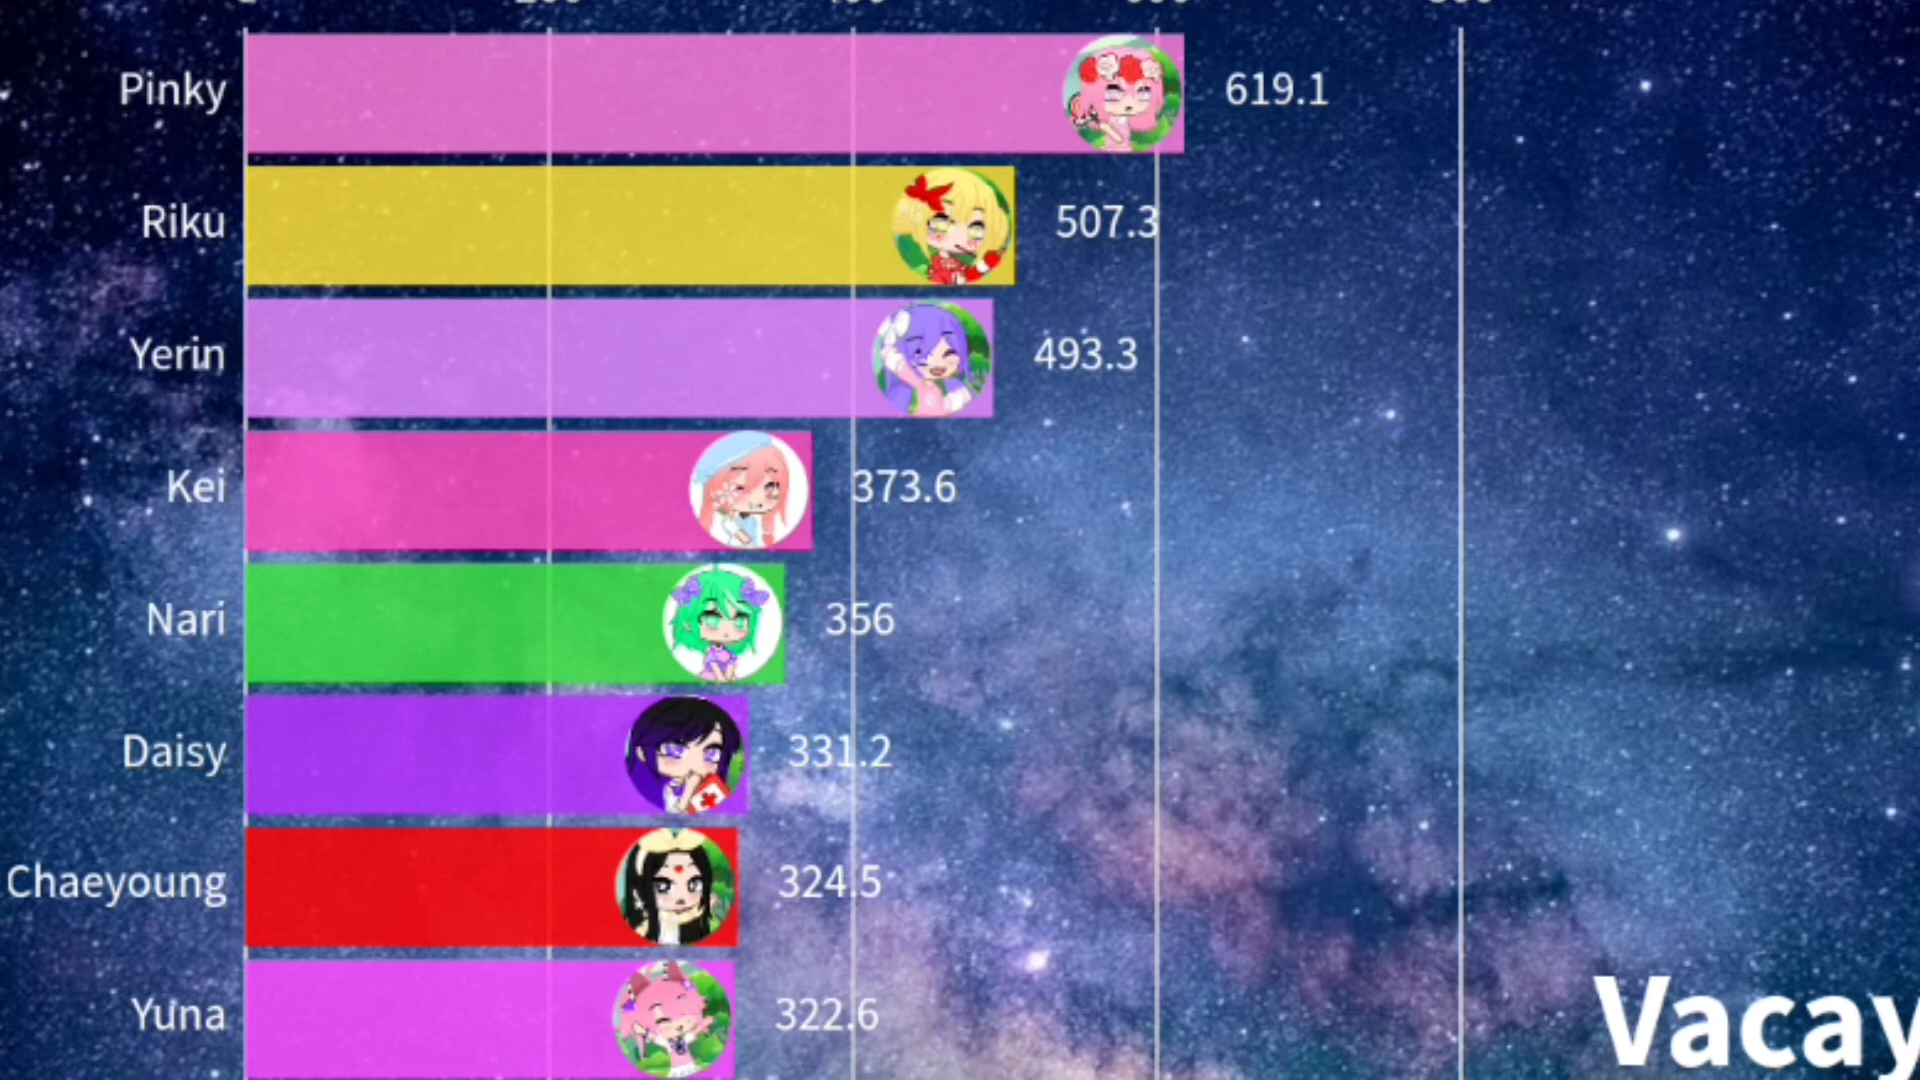 Pinky 619.1
Riku 507.3
Yerin 493.3
Kei 373.6
Nari 356
Daisy 331.2
Chaeyoung 324.5
Yuna 322.6
Vacay